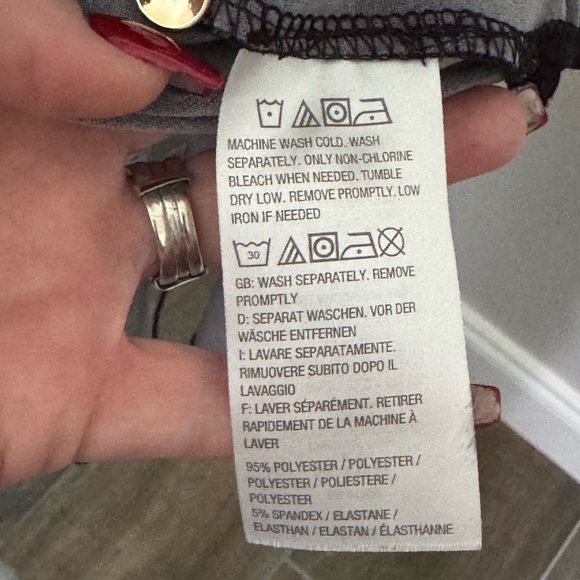 MACHINE WASH COLD. WASH
SEPARATELY. ONLY NON-CHLORINE
BLEACH WHEN NEEDED. TUMBLE
DRY LOW. REMOVE PROMPTLY. LOW
IRON IF NEEDED
30
GB: WASH SEPARATELY. REMOVE
PROMPTLY
D: SEPARAT WASCHEN. VOR DER
WÄSCHE ENTFERNEN
I: LAVARE SEPARATAMENTE.
RIMUOVERE SUBITO DOPO IL
LAVAGGIO
F: LAVER SÉPARÉMENT. RETIRER
RAPIDEMENT DE LA MACHINE À
LAVER
95% POLYESTER / POLYESTER /
POLYESTER / POLIESTERE /
POLYESTER
5% SPANDEX / ELASTANE /
ELASTHAN / ELASTAN / ÉLASTHANNE